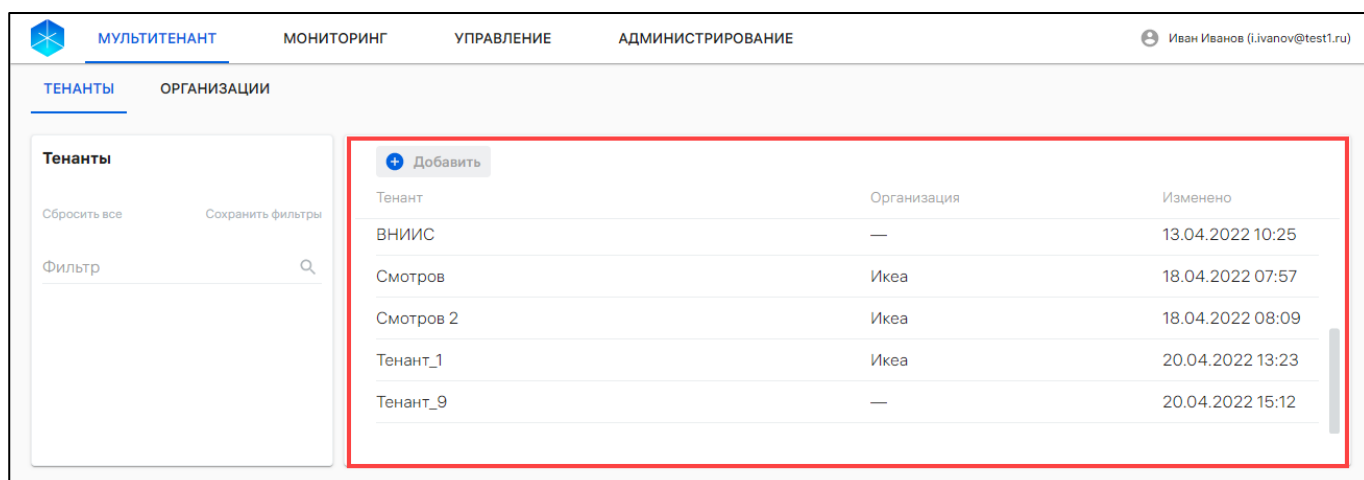 МУЛЬТИТЕНАНТ МОНИТОРИНГ УПРАВЛЕНИЕ АДМИНИСТРИРОВАНИЕ Иван Иванов (i.ivanov@test1.ru)
ТЕНАНТЫ ОРГАНИЗАЦИИ
Тенанты
Сбросить все Сохранить фильтры
Фильтр
Добавить
Тенант Организация Изменено
ВНИИС — 13.04.2022 10:25
Смотров Икеа 18.04.2022 07:57
Смотров 2 Икеа 18.04.2022 08:09
Тенант_1 Икеа 20.04.2022 13:23
Тенант_9 — 20.04.2022 15:12